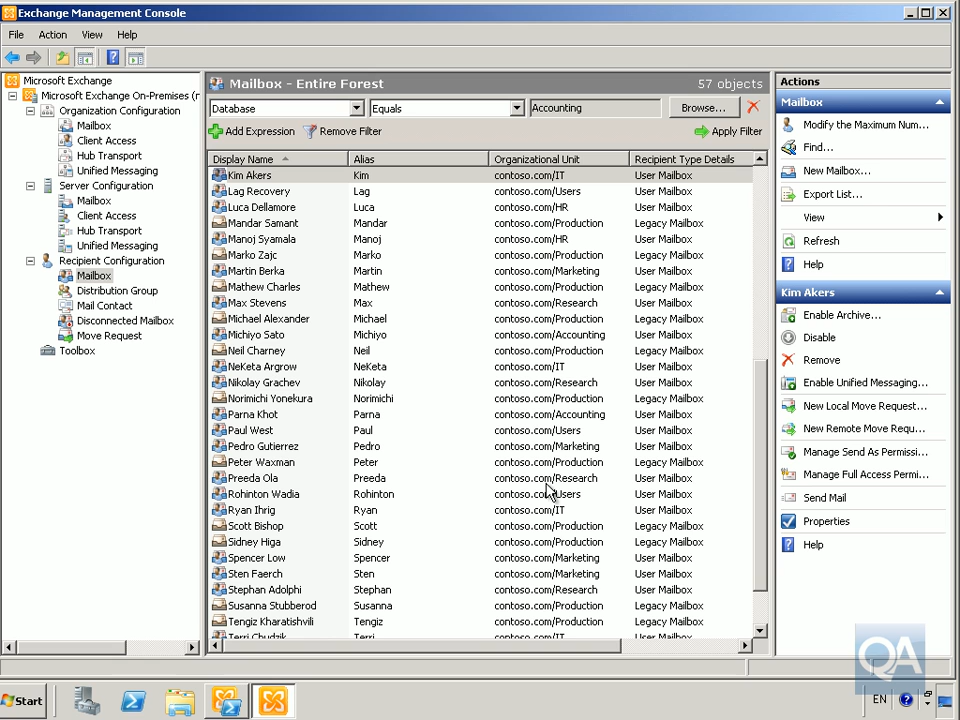 Exchange Management Console
File Action View Help
Microsoft Exchange
Microsoft Exchange On-Premises (
Organization Configuration
Mailbox
Client Access
Hub Transport
Unified Messaging
Server Configuration
Mailbox
Client Access
Hub Transport
Unified Messaging
Recipient Configuration
Mailbox
Distribution Group
Mail Contact
Disconnected Mailbox
Move Request
Toolbox
Mailbox - Entire Forest 57 objects
Database Equals Accounting Browse...
Add Expression Remove Filter Apply Filter
Display Name Alias Organizational Unit Recipient Type Details
Kim Akers Kim contoso.com/IT User Mailbox
Lag Recovery Lag contoso.com/Users User Mailbox
Luca Dellamore Luca contoso.com/HR User Mailbox
Mandar Samant Mandar contoso.com/Production Legacy Mailbox
Manoj Syamala Manoj contoso.com/HR User Mailbox
Marko Zajc Marko contoso.com/Production Legacy Mailbox
Martin Berka Martin contoso.com/Marketing User Mailbox
Mathew Charles Mathew contoso.com/Production Legacy Mailbox
Max Stevens Max contoso.com/Research User Mailbox
Michael Alexander Michael contoso.com/Production Legacy Mailbox
Michiyo Sato Michiyo contoso.com/Accounting User Mailbox
Neil Charney Neil contoso.com/Production Legacy Mailbox
NeKeta Argrow NeKeta contoso.com/IT User Mailbox
Nikolay Grachev Nikolay contoso.com/Research User Mailbox
Norimichi Yonekura Norimichi contoso.com/Production Legacy Mailbox
Parna Khot Parna contoso.com/Accounting User Mailbox
Paul West Paul contoso.com/Users User Mailbox
Pedro Gutierrez Pedro contoso.com/Marketing User Mailbox
Peter Waxman Peter contoso.com/Production Legacy Mailbox
Preeda Ola Preeda contoso.com/Research User Mailbox
Rohinton Wadia Rohinton contoso.com/Users User Mailbox
Ryan Ihrig Ryan contoso.com/IT User Mailbox
Scott Bishop Scott contoso.com/Production Legacy Mailbox
Sidney Higa Sidney contoso.com/Production Legacy Mailbox
Spencer Low Spencer contoso.com/Marketing User Mailbox
Sten Faerch Sten contoso.com/Marketing User Mailbox
Stephan Adolphi Stephan contoso.com/Research User Mailbox
Susanna Stubberod Susanna contoso.com/Production Legacy Mailbox
Tengiz Kharatishvili Tengiz contoso.com/Production Legacy Mailbox
Terri Chudzik Terri contoso.com/IT User Mailbox
Actions
Mailbox
Modify the Maximum Num...
Find...
New Mailbox...
Export List...
View
Refresh
Help
Kim Akers
Enable Archive...
Disable
Remove
Enable Unified Messaging...
New Local Move Request...
New Remote Move Requ...
Manage Send As Permissi...
Manage Full Access Permi...
Send Mail
Properties
Help
QA
Start EN